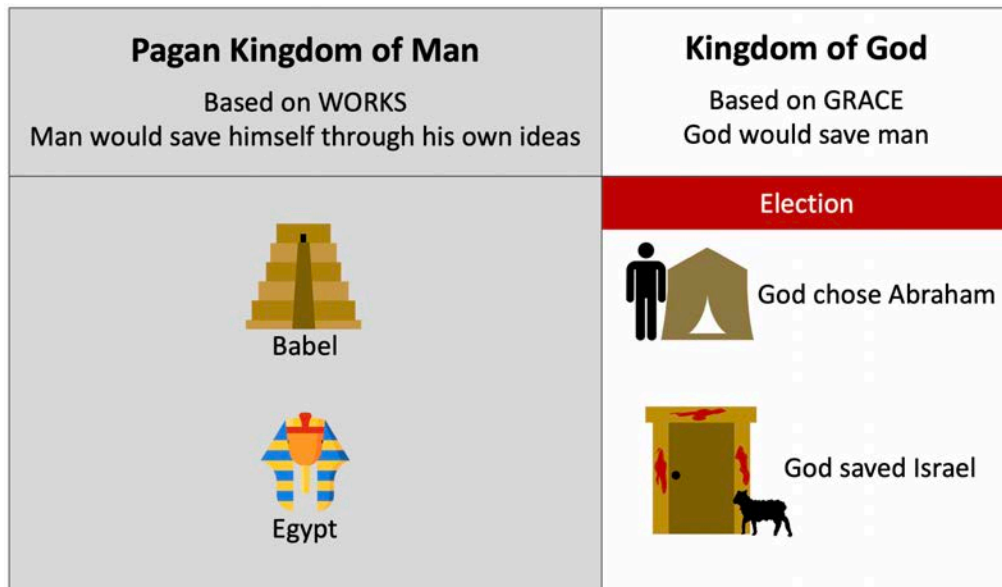 Pagan Kingdom of Man
Based on WORKS
Man would save himself through his own ideas
Kingdom of God
Based on GRACE
God would save man
Election
Babel
God chose Abraham
Egypt
God saved Israel